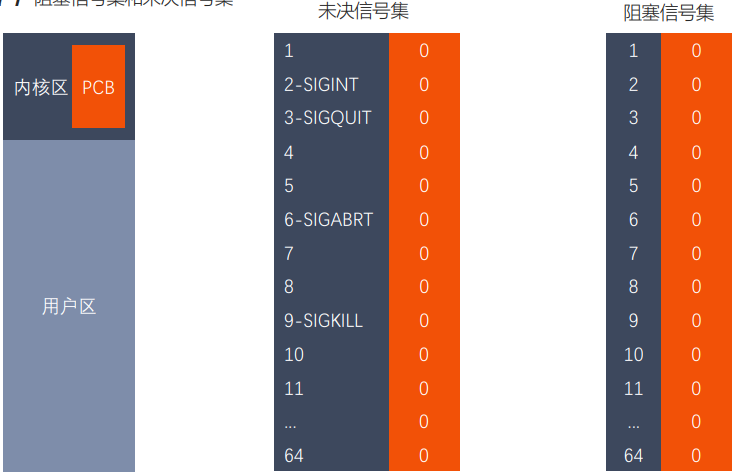 阻塞信号集和未决信号集
未决信号集
阻塞信号集
内核区
PCB
用户区
1 0
2-SIGINT 0
3-SIGQUIT 0
4 0
5 0
6-SIGABRT 0
7 0
8 0
9-SIGKILL 0
10 0
11 0
... 0
64 0
1 0
2 0
3 0
4 0
5 0
6 0
7 0
8 0
9 0
10 0
11 0
... 0
64 0